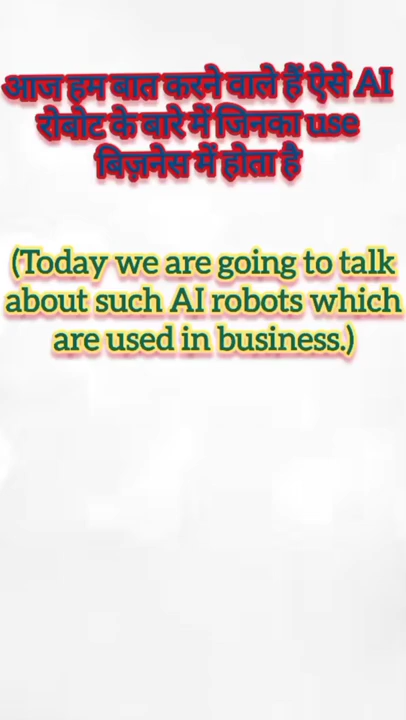 आज हम बात करने वाले हैं ऐसे AI
रोबोट के बारे में जिनका use
बिज़नेस में होता है
(Today we are going to talk
about such AI robots which
are used in business.)